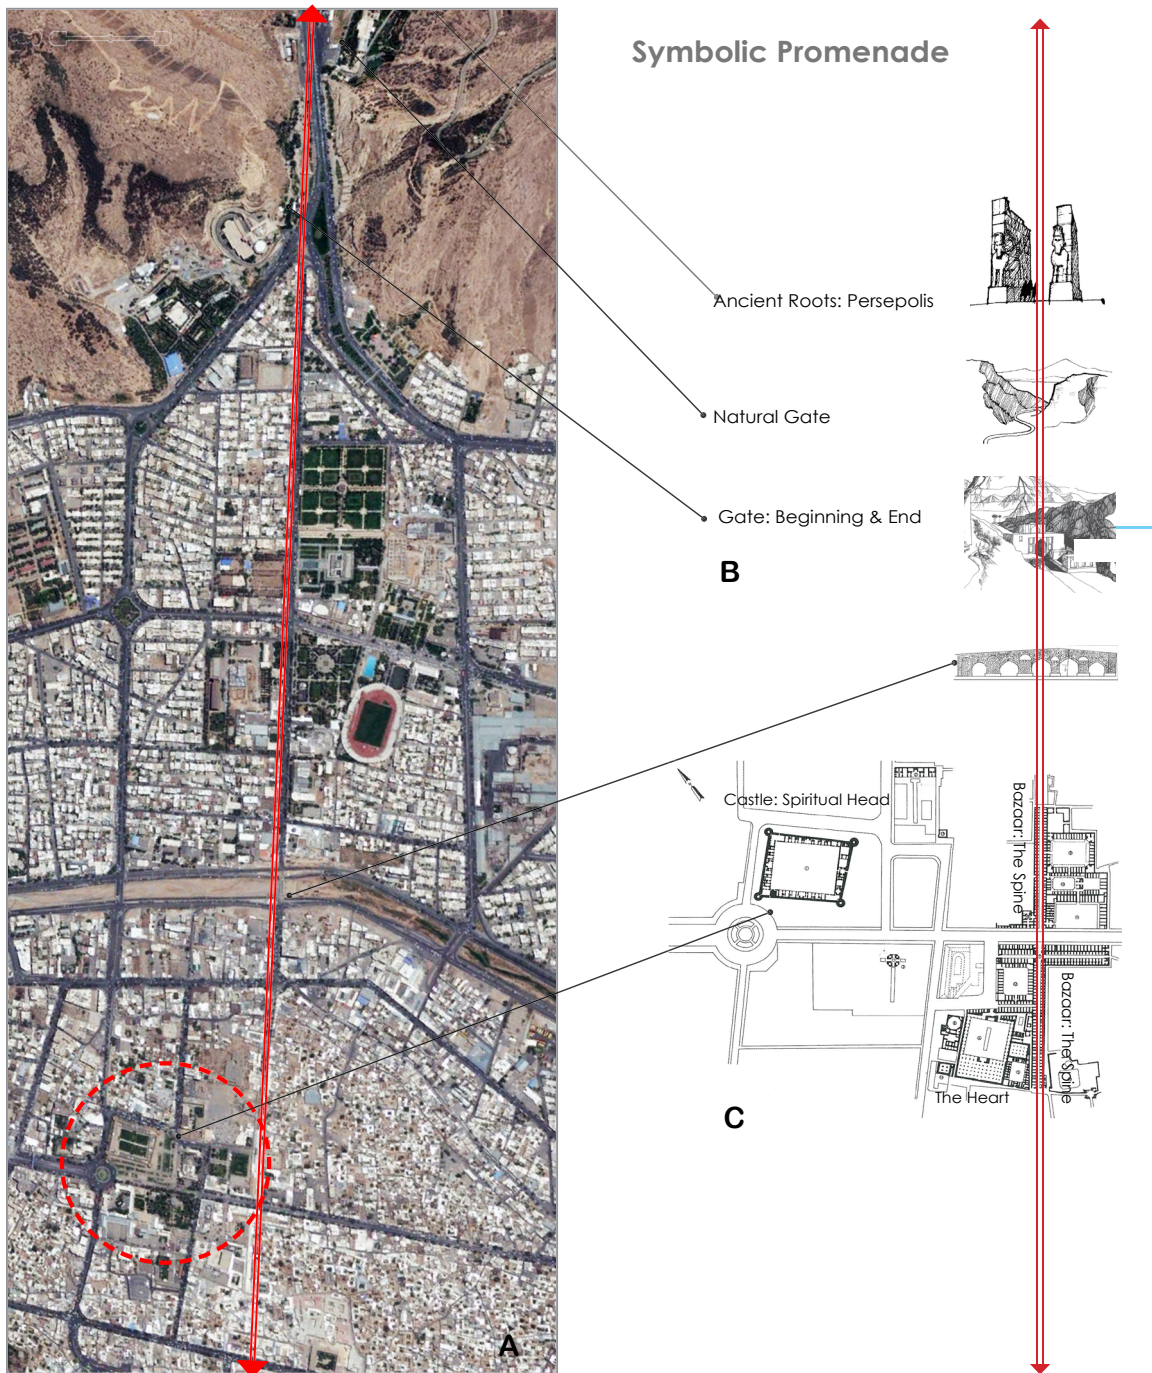 Symbolic Promenade
Ancient Roots: Persepolis
Natural Gate
Gate: Beginning & End
B
Castle: Spiritual Head
Bazaar: The Spine
Bazaar: The Spine
The Heart
C
A